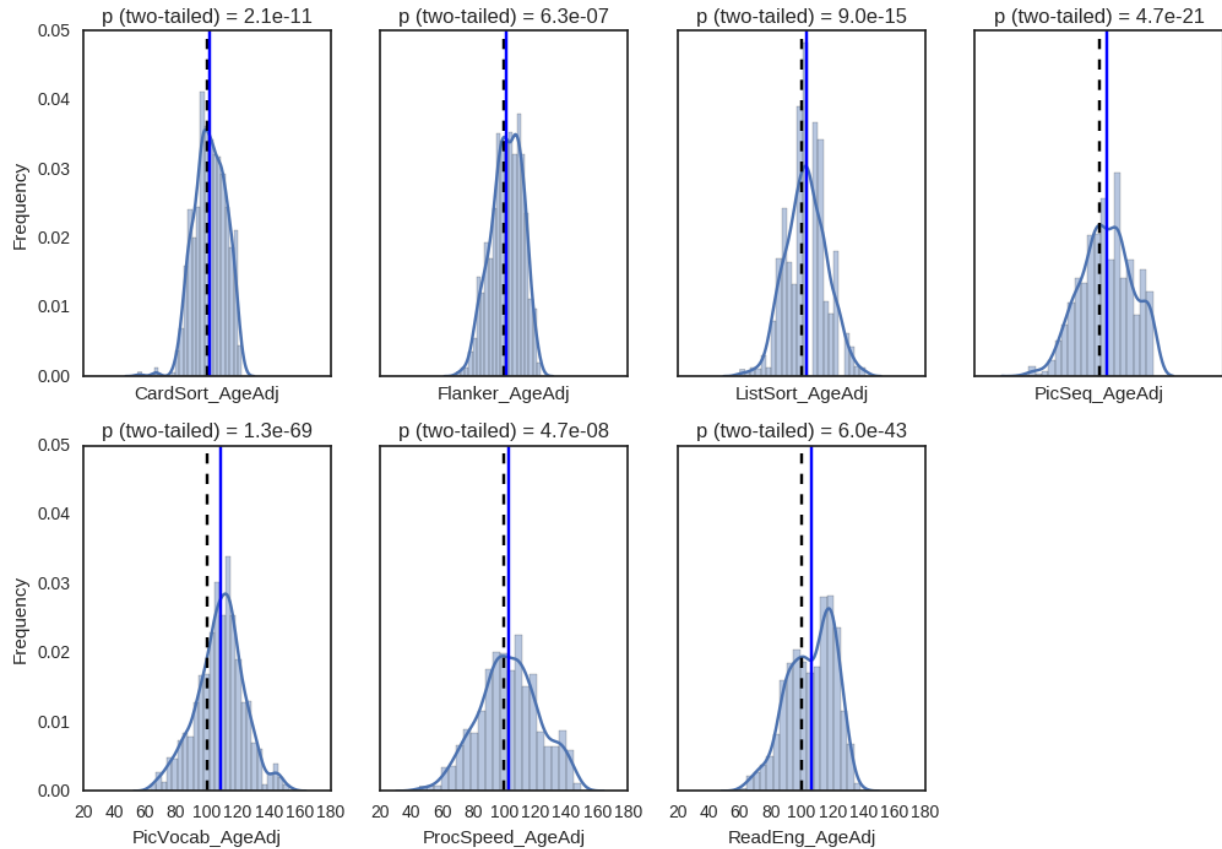 p (two-tailed) = 2.1e-11
p (two-tailed) = 6.3e-07
p (two-tailed) = 9.0e-15
p (two-tailed) = 4.7e-21
0.05
0.04
0.03
0.02
0.01
0.00
Frequency
CardSort_AgeAdj
Flanker_AgeAdj
ListSort_AgeAdj
PicSeq_AgeAdj
p (two-tailed) = 1.3e-69
p (two-tailed) = 4.7e-08
p (two-tailed) = 6.0e-43
0.05
0.04
0.03
0.02
0.01
0.00
Frequency
20 40 60 80 100 120 140 160 180
20 40 60 80 100 120 140 160 180
20 40 60 80 100 120 140 160 180
PicVocab_AgeAdj
ProcSpeed_AgeAdj
ReadEng_AgeAdj